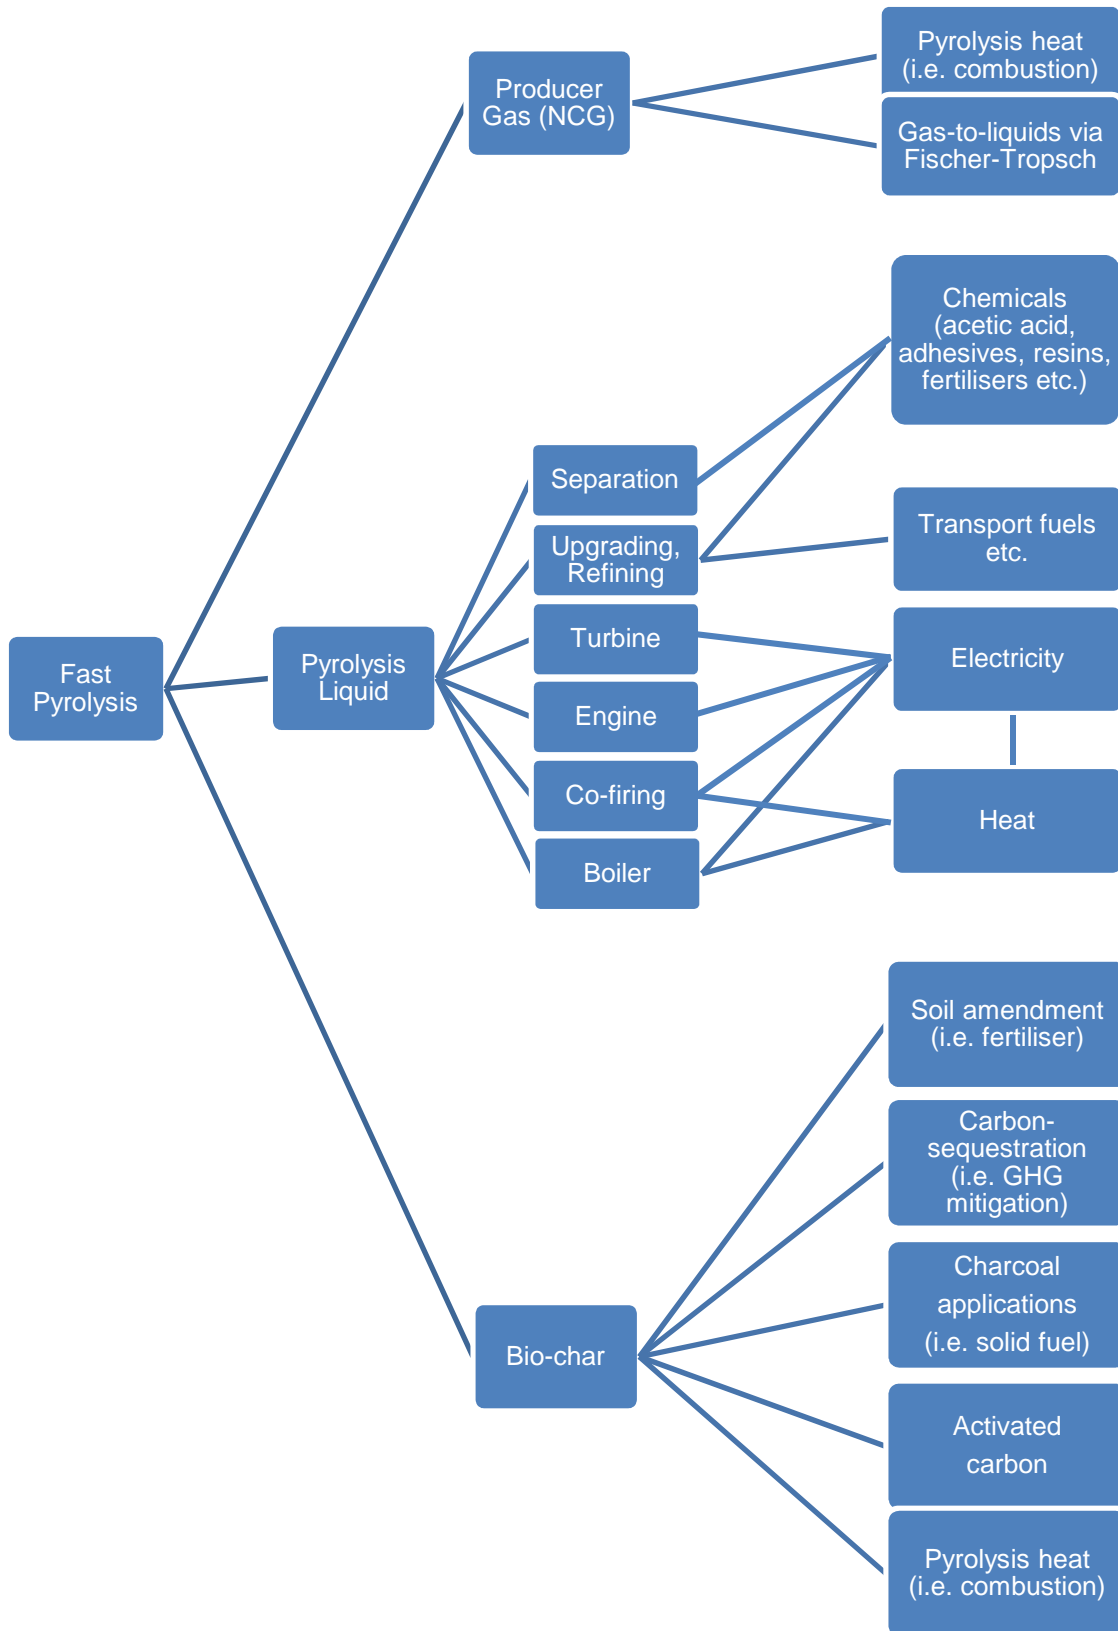 Pyrolysis heat
(i.e. combustion)
Producer
Gas (NCG)
Gas-to-liquids via
Fischer-Tropsch
Chemicals
(acetic acid,
adhesives, resins,
fertilisers etc.)
Separation
Upgrading,
Refining
Transport fuels
etc.
Turbine
Electricity
Fast
Pyrolysis
Pyrolysis
Liquid
Engine
Co-firing
Heat
Boiler
Soil amendment
(i.e. fertiliser)
Carbon-
sequestration
(i.e. GHG
mitigation)
Charcoal
applications
(i.e. solid fuel)
Bio-char
Activated
carbon
Pyrolysis heat
(i.e. combustion)